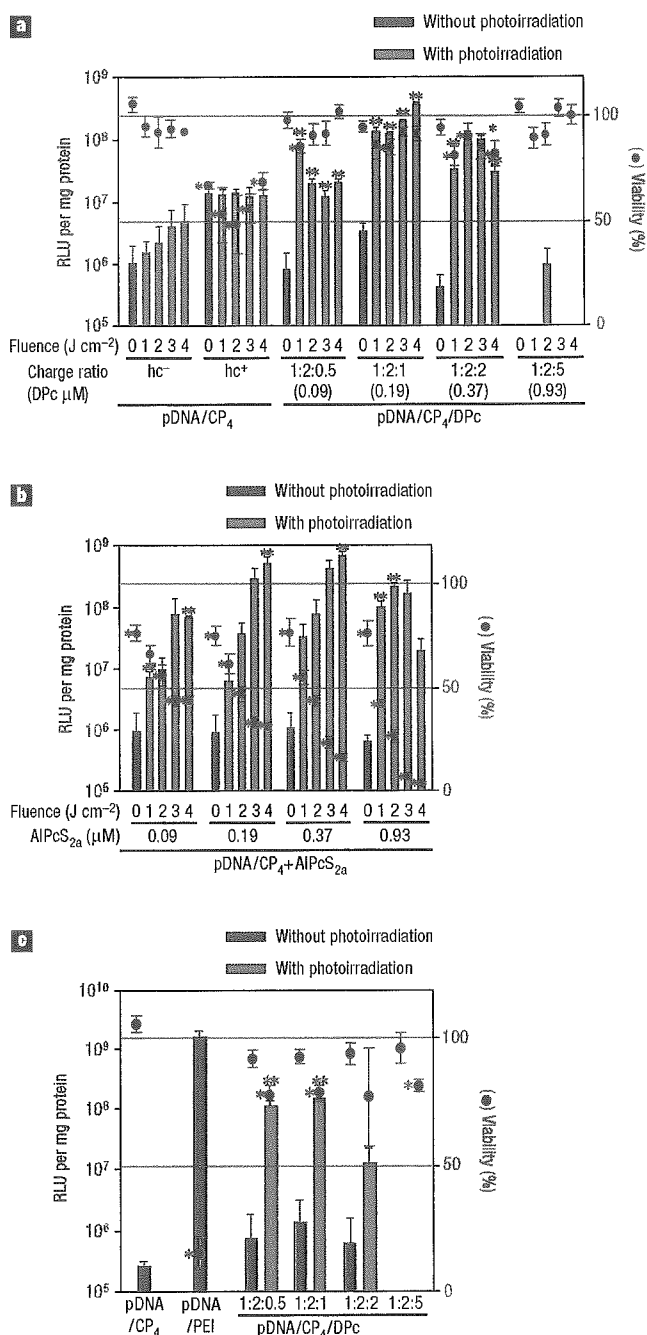 a
Without photoirradiation
With photoirradiation
10⁹
10⁸
10⁷
10⁶
10⁵
RLU per mg protein
100
50
0
(●) Viability (%)
Fluence (J cm⁻²) 0 1 2 3 4 0 1 2 3 4 0 1 2 3 4 0 1 2 3 4 0 1 2 3 4 0 1 2 3 4
Charge ratio hc⁻ hc⁺ 1:2:0.5 1:2:1 1:2:2 1:2:5
(DPc µM) (0.09) (0.19) (0.37) (0.93)
pDNA/CP₄ pDNA/CP₄/DPc
b
Without photoirradiation
With photoirradiation
10⁹
10⁸
10⁷
10⁶
10⁵
RLU per mg protein
100
50
0
(●) Viability (%)
Fluence (J cm⁻²) 0 1 2 3 4 0 1 2 3 4 0 1 2 3 4 0 1 2 3 4
AlPcS₂ₐ (µM) 0.09 0.19 0.37 0.93
pDNA/CP₄+AlPcS₂ₐ
c
Without photoirradiation
With photoirradiation
10¹⁰
10⁹
10⁸
10⁷
10⁶
10⁵
RLU per mg protein
100
50
0
(●) Viability (%)
pDNA pDNA 1:2:0.5 1:2:1 1:2:2 1:2:5
/CP₄ /PEI pDNA/CP₄/DPc